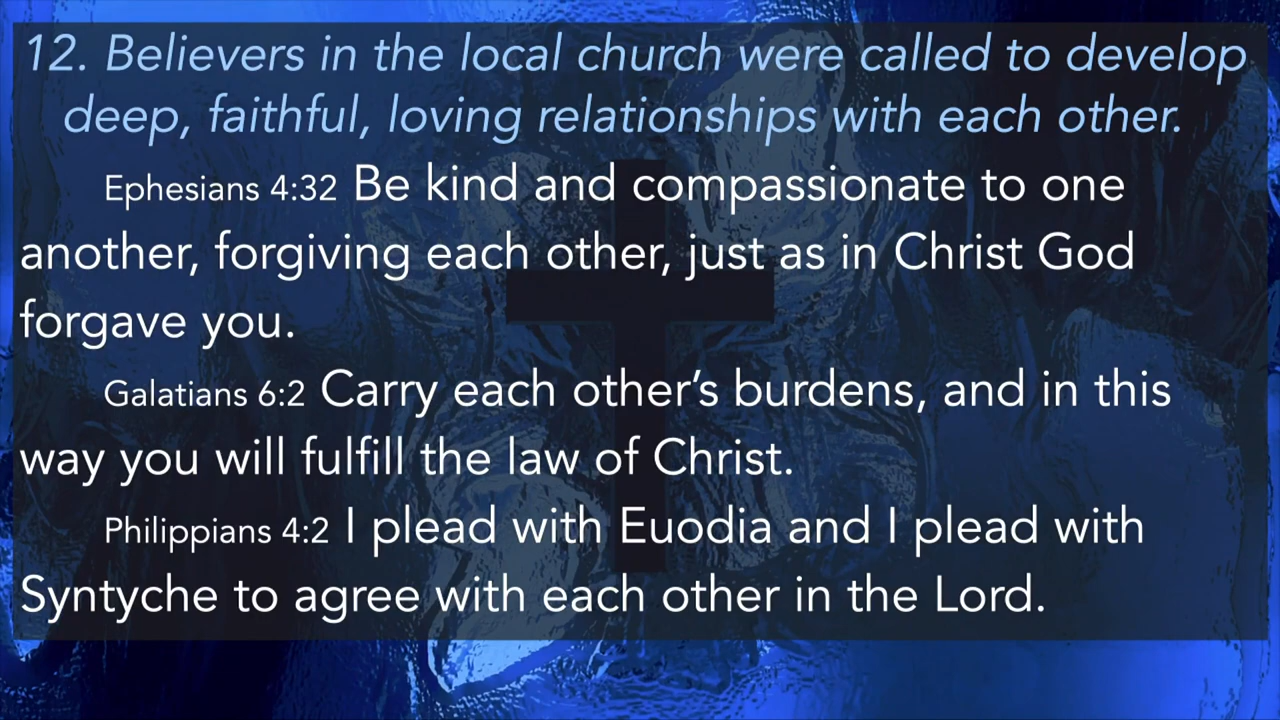 12. Believers in the local church were called to develop
deep, faithful, loving relationships with each other.
Ephesians 4:32 Be kind and compassionate to one
another, forgiving each other, just as in Christ God
forgave you.
Galatians 6:2 Carry each other’s burdens, and in this
way you will fulfill the law of Christ.
Philippians 4:2 I plead with Euodia and I plead with
Syntyche to agree with each other in the Lord.